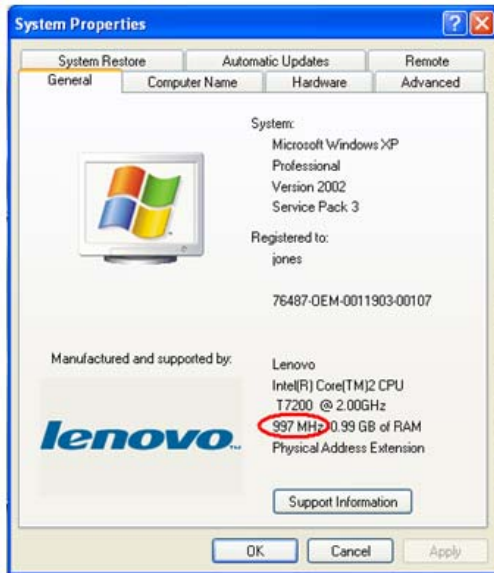 System Properties
System Restore
Automatic Updates
Remote
General
Computer Name
Hardware
Advanced
System:
Microsoft Windows XP
Professional
Version 2002
Service Pack 3
Registered to:
jones
76487-OEM-0011903-00107
Manufactured and supported by:
Lenovo
Intel(R) Core(TM)2 CPU
T7200 @ 2.00GHz
997 MHz, 0.99 GB of RAM
Physical Address Extension
lenovo
Support Information
OK
Cancel
Apply